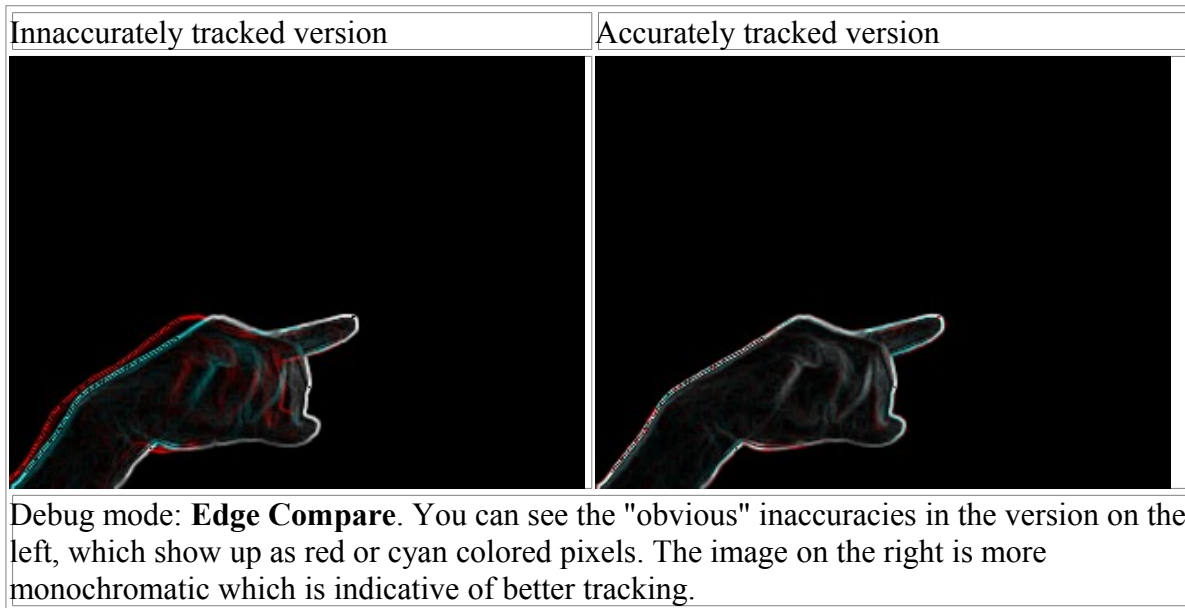 Innaccurately tracked version
Accurately tracked version
Debug mode: Edge Compare. You can see the "obvious" inaccuracies in the version on the
left, which show up as red or cyan colored pixels. The image on the right is more
monochromatic which is indicative of better tracking.